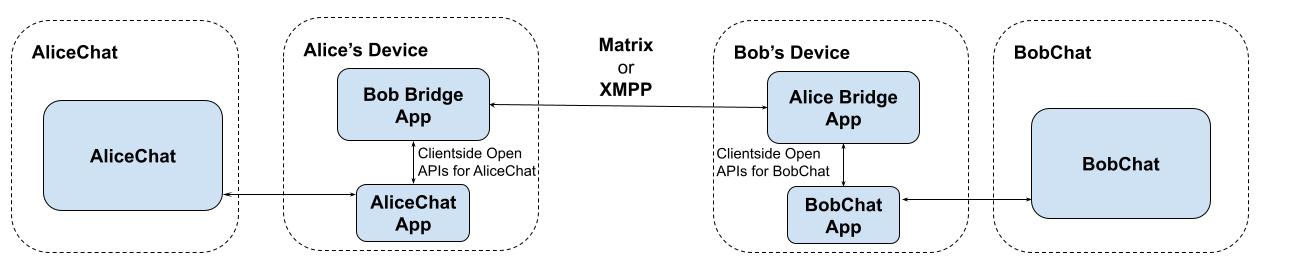 AliceChat
AliceChat
Alice's Device
Bob Bridge
App
Clientside Open
APIs for AliceChat
AliceChat
App
Matrix
or
XMPP
Bob's Device
Alice Bridge
App
Clientside Open
APIs for BobChat
BobChat
App
BobChat
BobChat